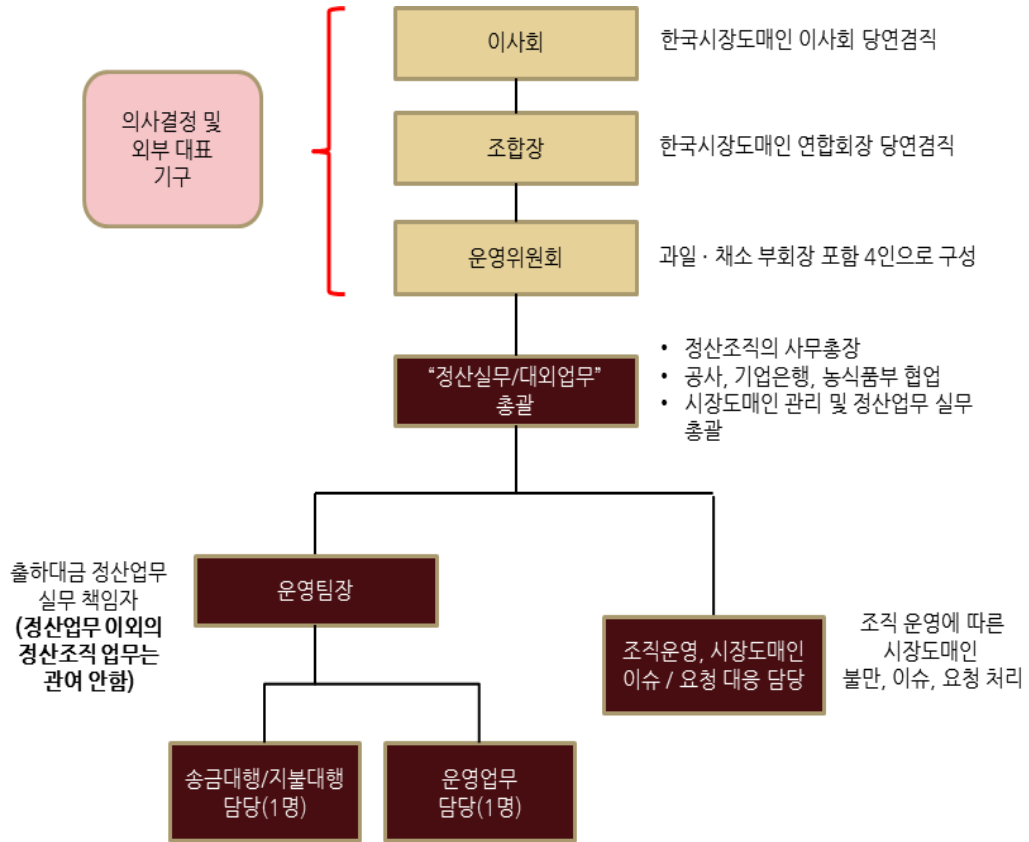 이사회
한국시장도매인 이사회 당연겸직
의사결정 및
외부 대표
기구
조합장
한국시장도매인 연합회장 당연겸직
운영위원회
과일 · 채소 부회장 포함 4인으로 구성
“정산실무/대외업무”
총괄
• 정산조직의 사무총장
• 공사, 기업은행, 농식품부 협업
• 시장도매인 관리 및 정산업무 실무
총괄
출하대금 정산업무
실무 책임자
(정산업무 이외의
정산조직 업무는
관여 안함)
운영팀장
조직운영, 시장도매인
이슈 / 요청 대응 담당
조직 운영에 따른
시장도매인
불만, 이슈, 요청 처리
송금대행/지불대행
담당(1명)
운영업무
담당(1명)